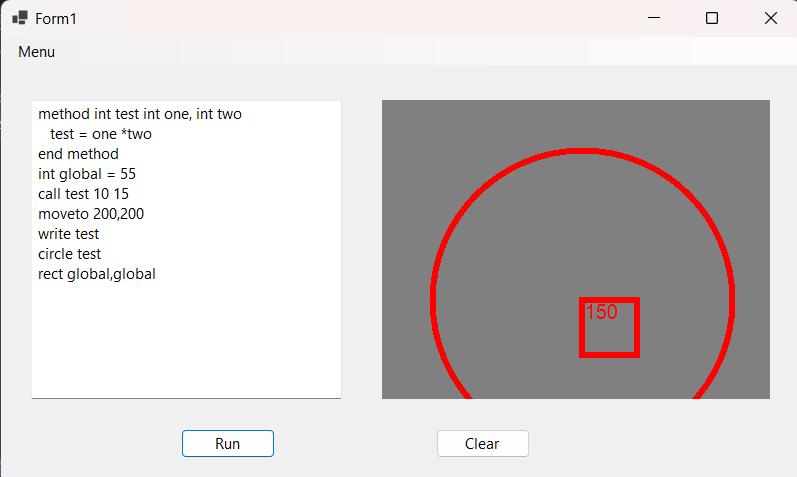 Form1
Menu
method int test int one, int two
test = one *two
end method
int global = 55
call test 10 15
moveto 200,200
write test
circle test
rect global,global
150
Run
Clear